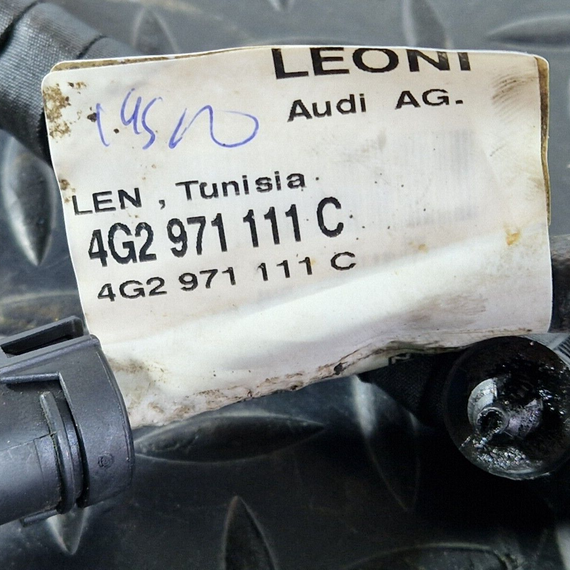 LEONI
Audi AG.
LEN , Tunisia
4G2 971 111 C
4G2 971 111 C